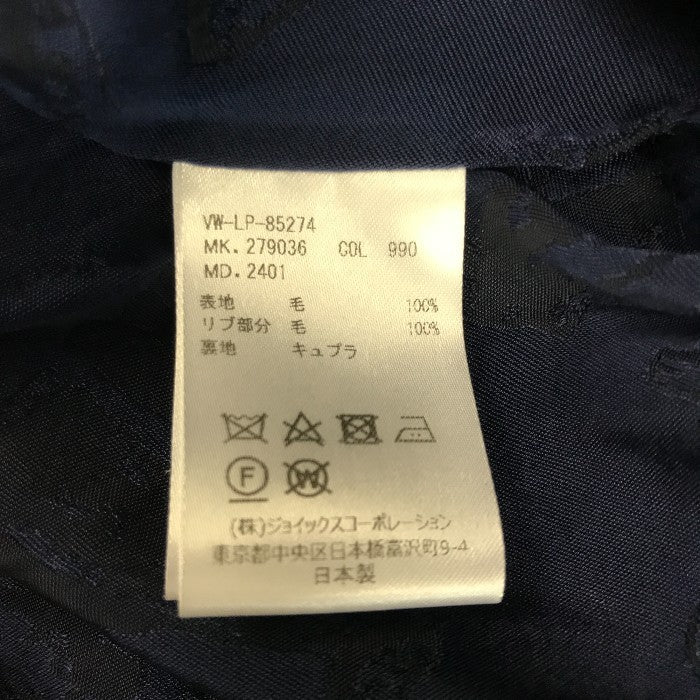 VW-LP-85274
MK. 279036 COL 990
MD. 2401
表地 毛 100%
リブ部分 毛 100%
裏地 キュプラ
F
W
(株)ジョイックスコーポレーション
東京都中央区日本橋富沢町9-4
日本製